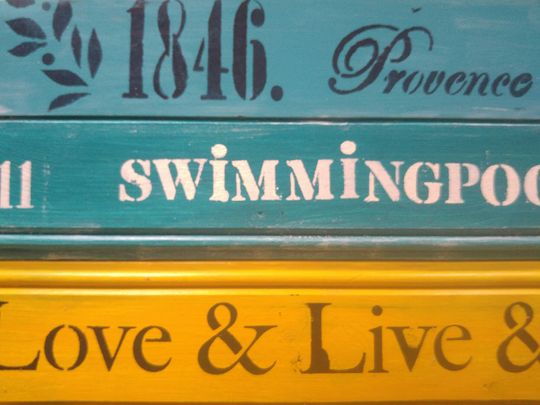 1846. Provence
11 SWiMMiNGPOO
Love & Live &